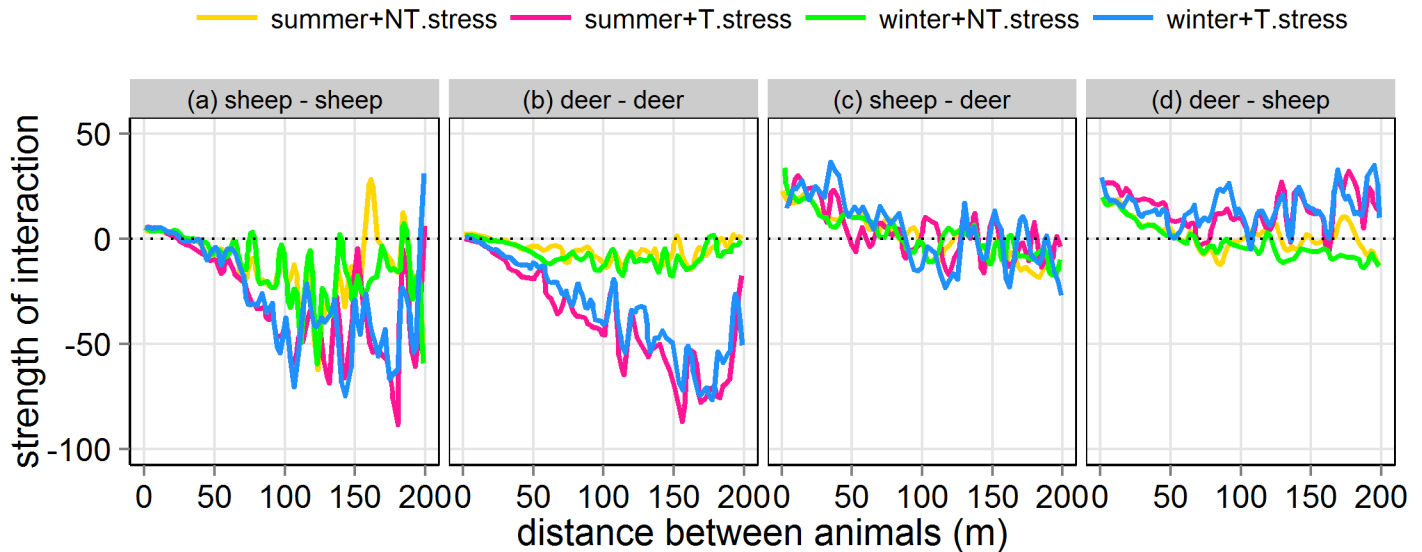 summer+NT.stress summer+T.stress winter+NT.stress winter+T.stress
(a) sheep - sheep (b) deer - deer (c) sheep - deer (d) deer - sheep
strength of interaction
50
0
-50
-100
0 50 100 150 200 0 50 100 150 200 0 50 100 150 200 0 50 100 150 200
distance between animals (m)